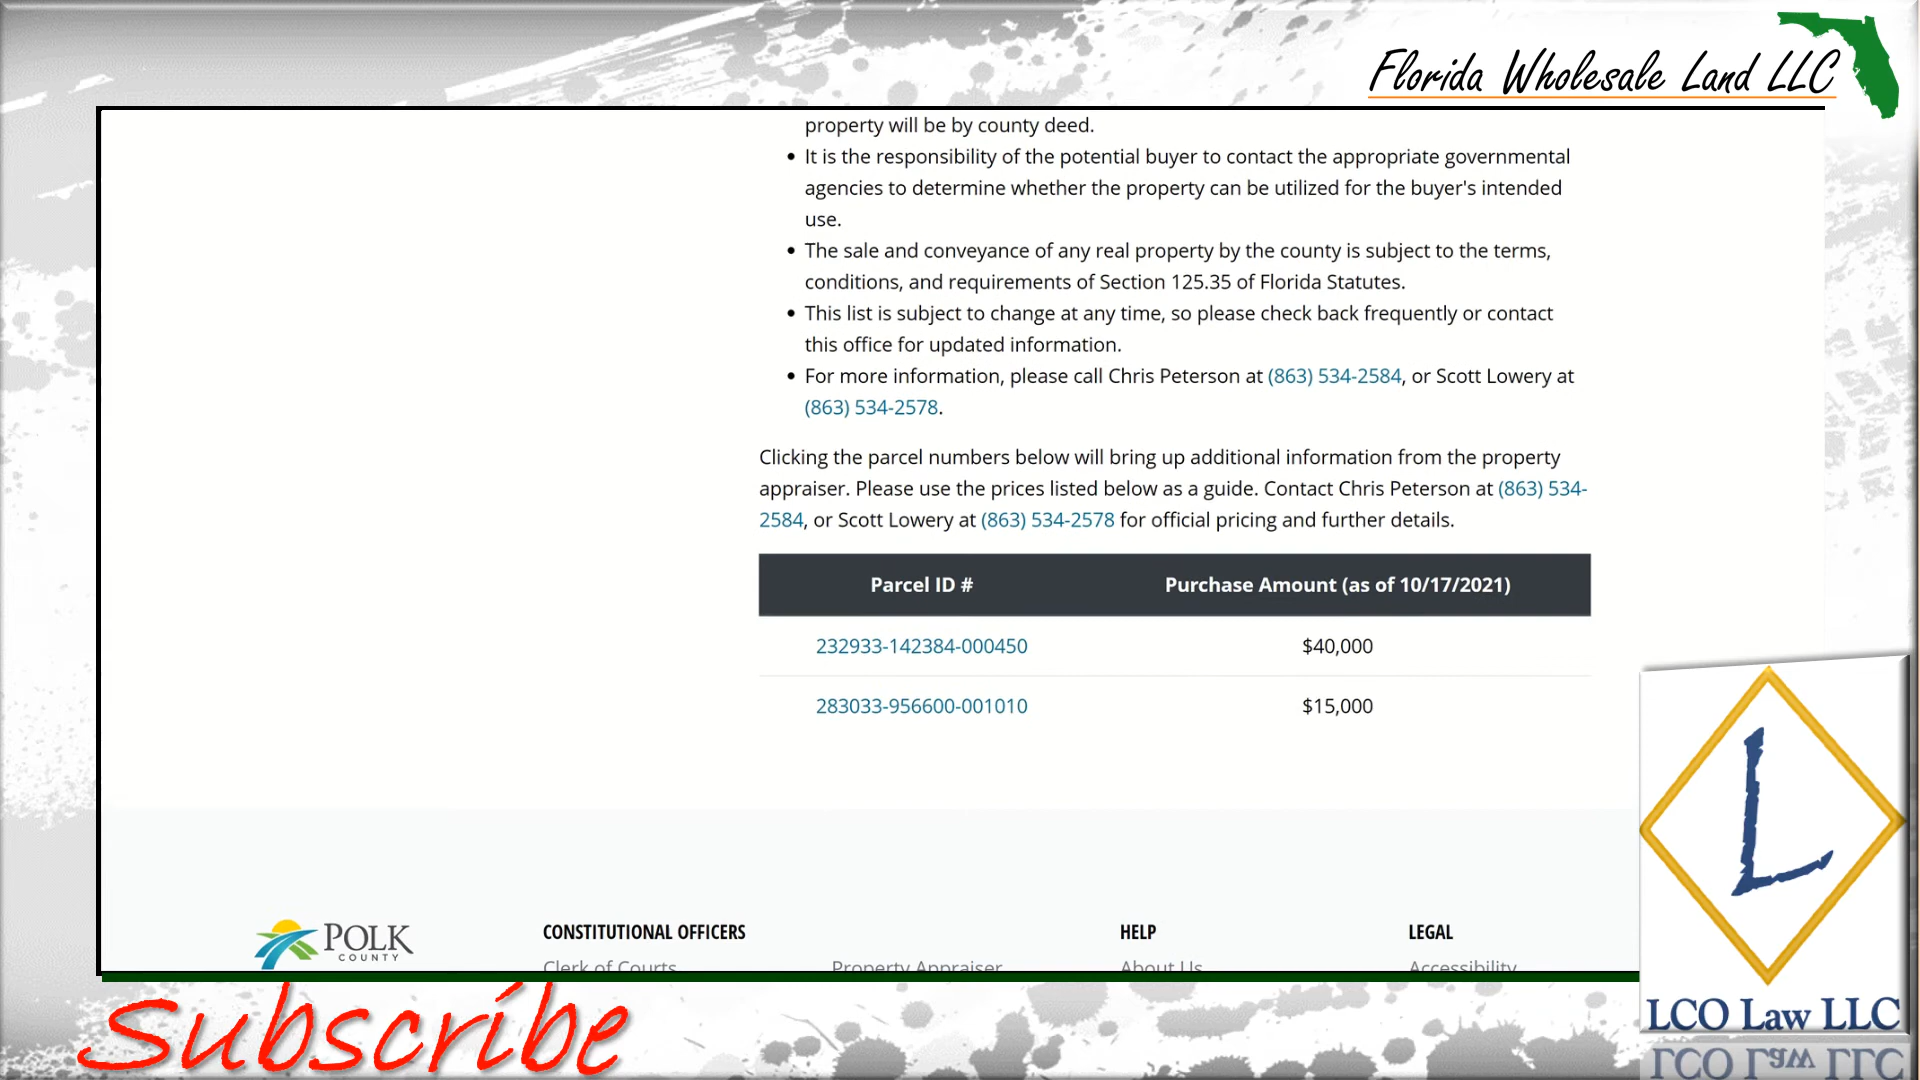 Florida Wholesale Land LLC
property will be by county deed.
• It is the responsibility of the potential buyer to contact the appropriate governmental
agencies to determine whether the property can be utilized for the buyer's intended
use.
• The sale and conveyance of any real property by the county is subject to the terms,
conditions, and requirements of Section 125.35 of Florida Statutes.
• This list is subject to change at any time, so please check back frequently or contact
this office for updated information.
• For more information, please call Chris Peterson at (863) 534-2584, or Scott Lowery at
(863) 534-2578.
Clicking the parcel numbers below will bring up additional information from the property
appraiser. Please use the prices listed below as a guide. Contact Chris Peterson at (863) 534-
2584, or Scott Lowery at (863) 534-2578 for official pricing and further details.
Parcel ID # Purchase Amount (as of 10/17/2021)
232933-142384-000450 $40,000
283033-956600-001010 $15,000
L
POLK
COUNTY
CONSTITUTIONAL OFFICERS HELP LEGAL
Clerk of Courts Property Appraiser About Us Accessibility
Subscribe
LCO Law LLC